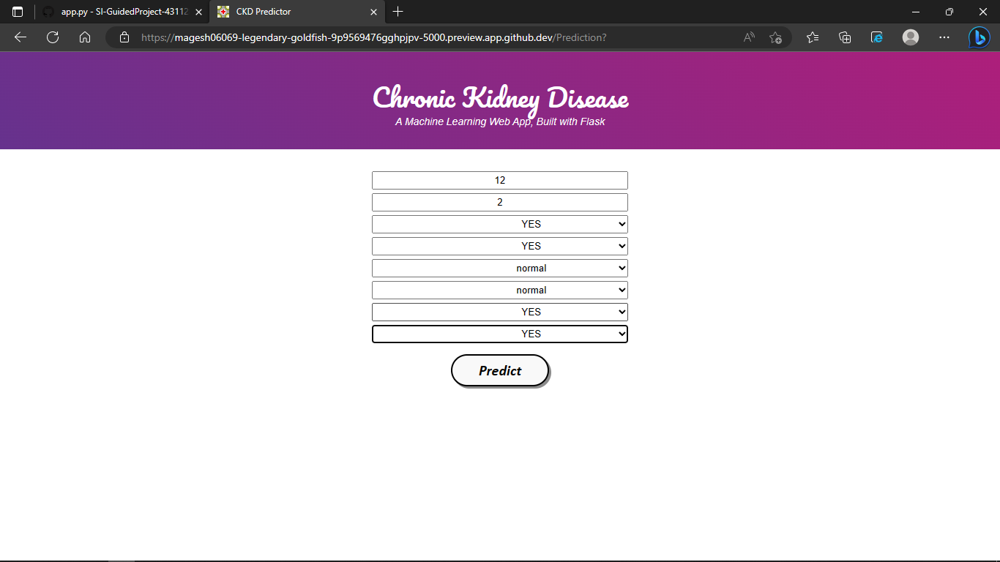 app.py - SI-GuidedProject-43112
CKD Predictor
https://magesh06069-legendary-goldfish-9p9569476gghpjpv-5000.preview.app.github.dev/Prediction?
Chronic Kidney Disease
A Machine Learning Web App, Built with Flask
12
2
YES
YES
normal
normal
YES
YES
Predict